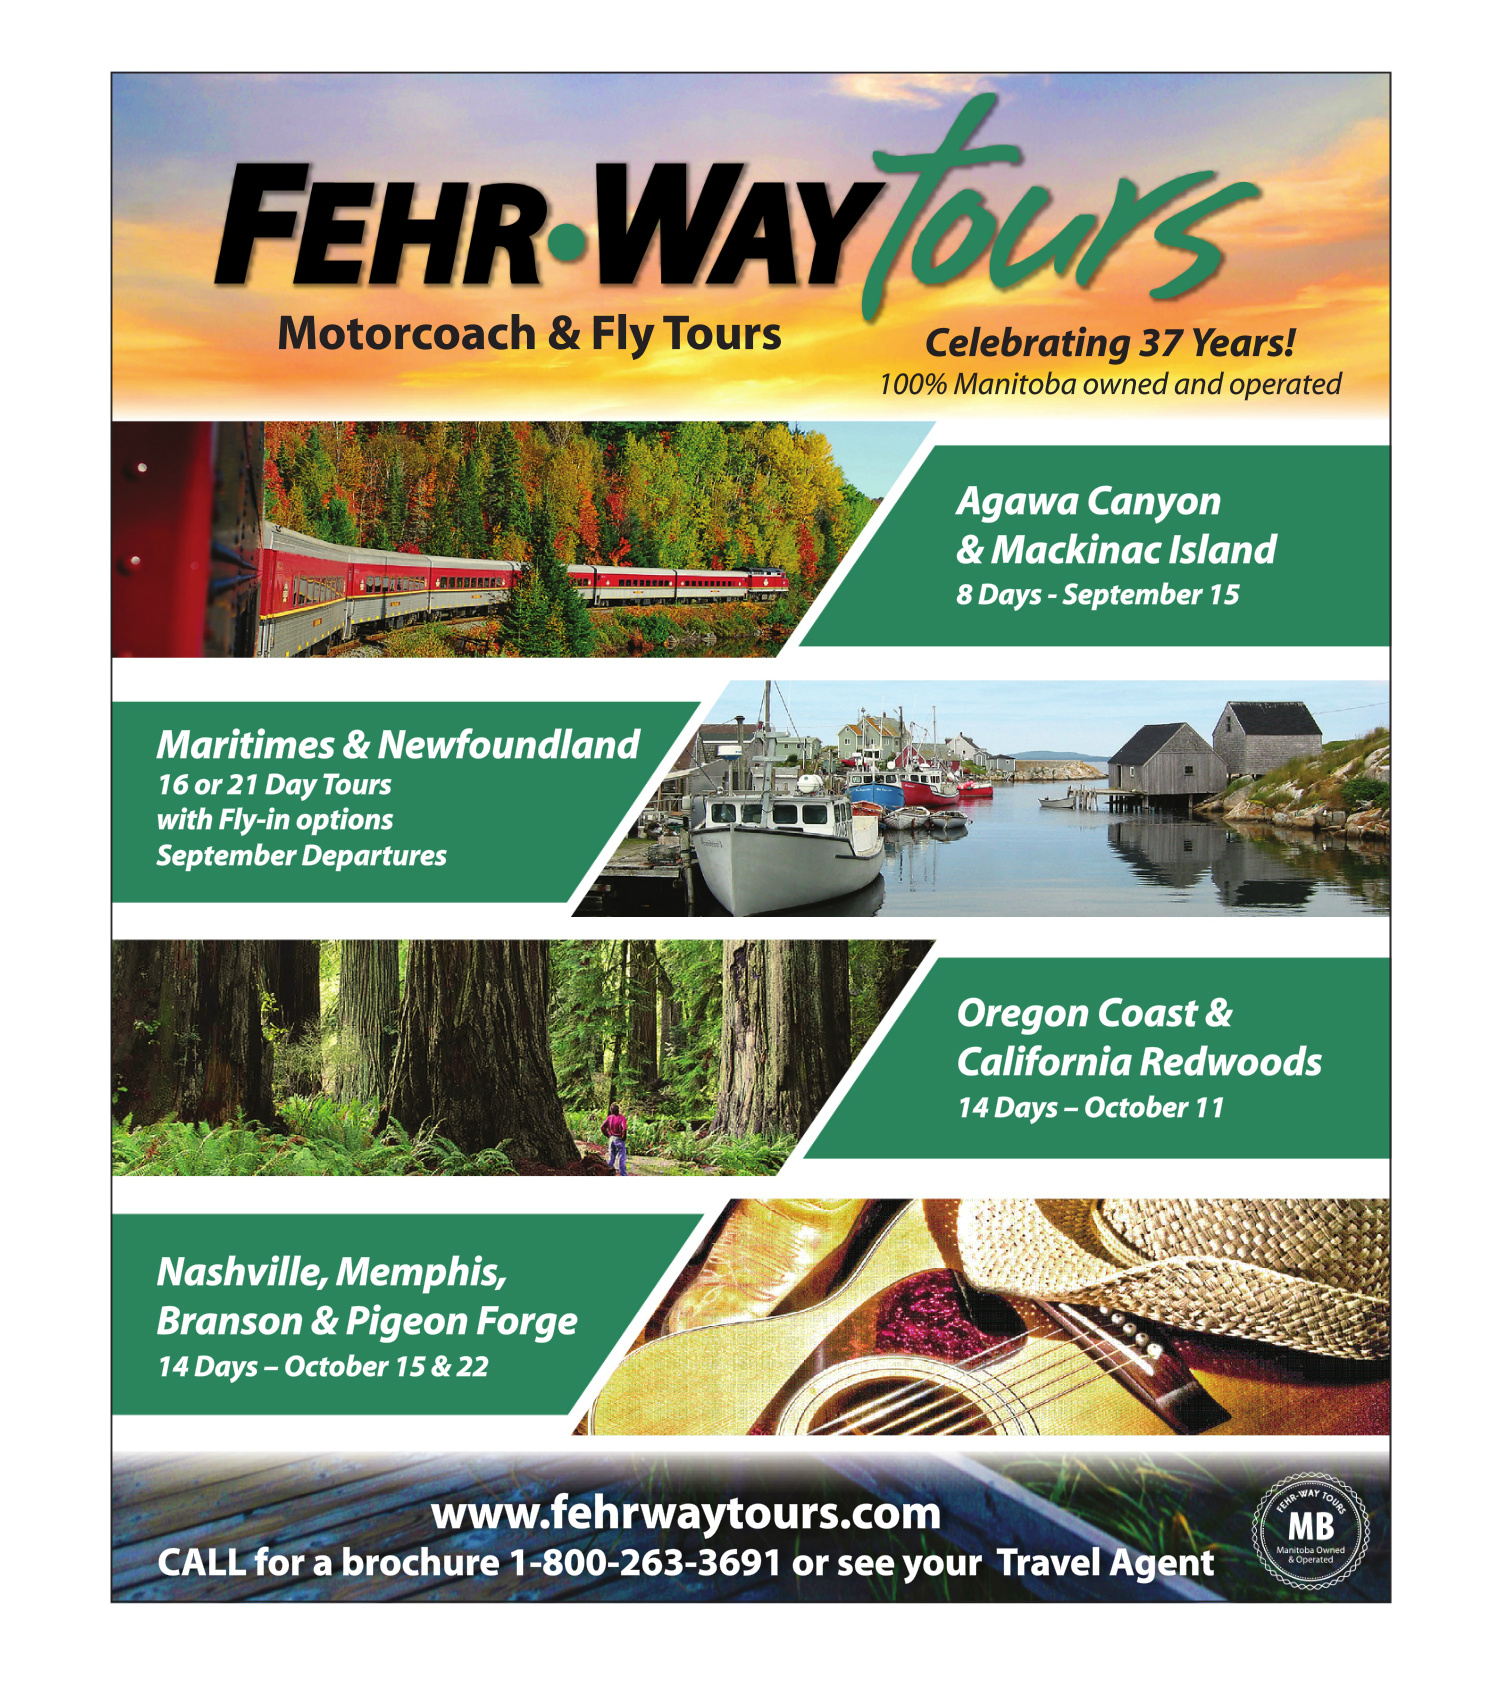 FEHR•WAY tours
Motorcoach & Fly Tours
Celebrating 37 Years!
100% Manitoba owned and operated
Agawa Canyon
& Mackinac Island
8 Days - September 15
Maritimes & Newfoundland
16 or 21 Day Tours
with Fly-in options
September Departures
Oregon Coast &
California Redwoods
14 Days – October 11
Nashville, Memphis,
Branson & Pigeon Forge
14 Days – October 15 & 22
www.fehrwaytours.com
CALL for a brochure 1-800-263-3691 or see your Travel Agent
FEHR-WAY TOURS
MB
Manitoba Owned
& Operated